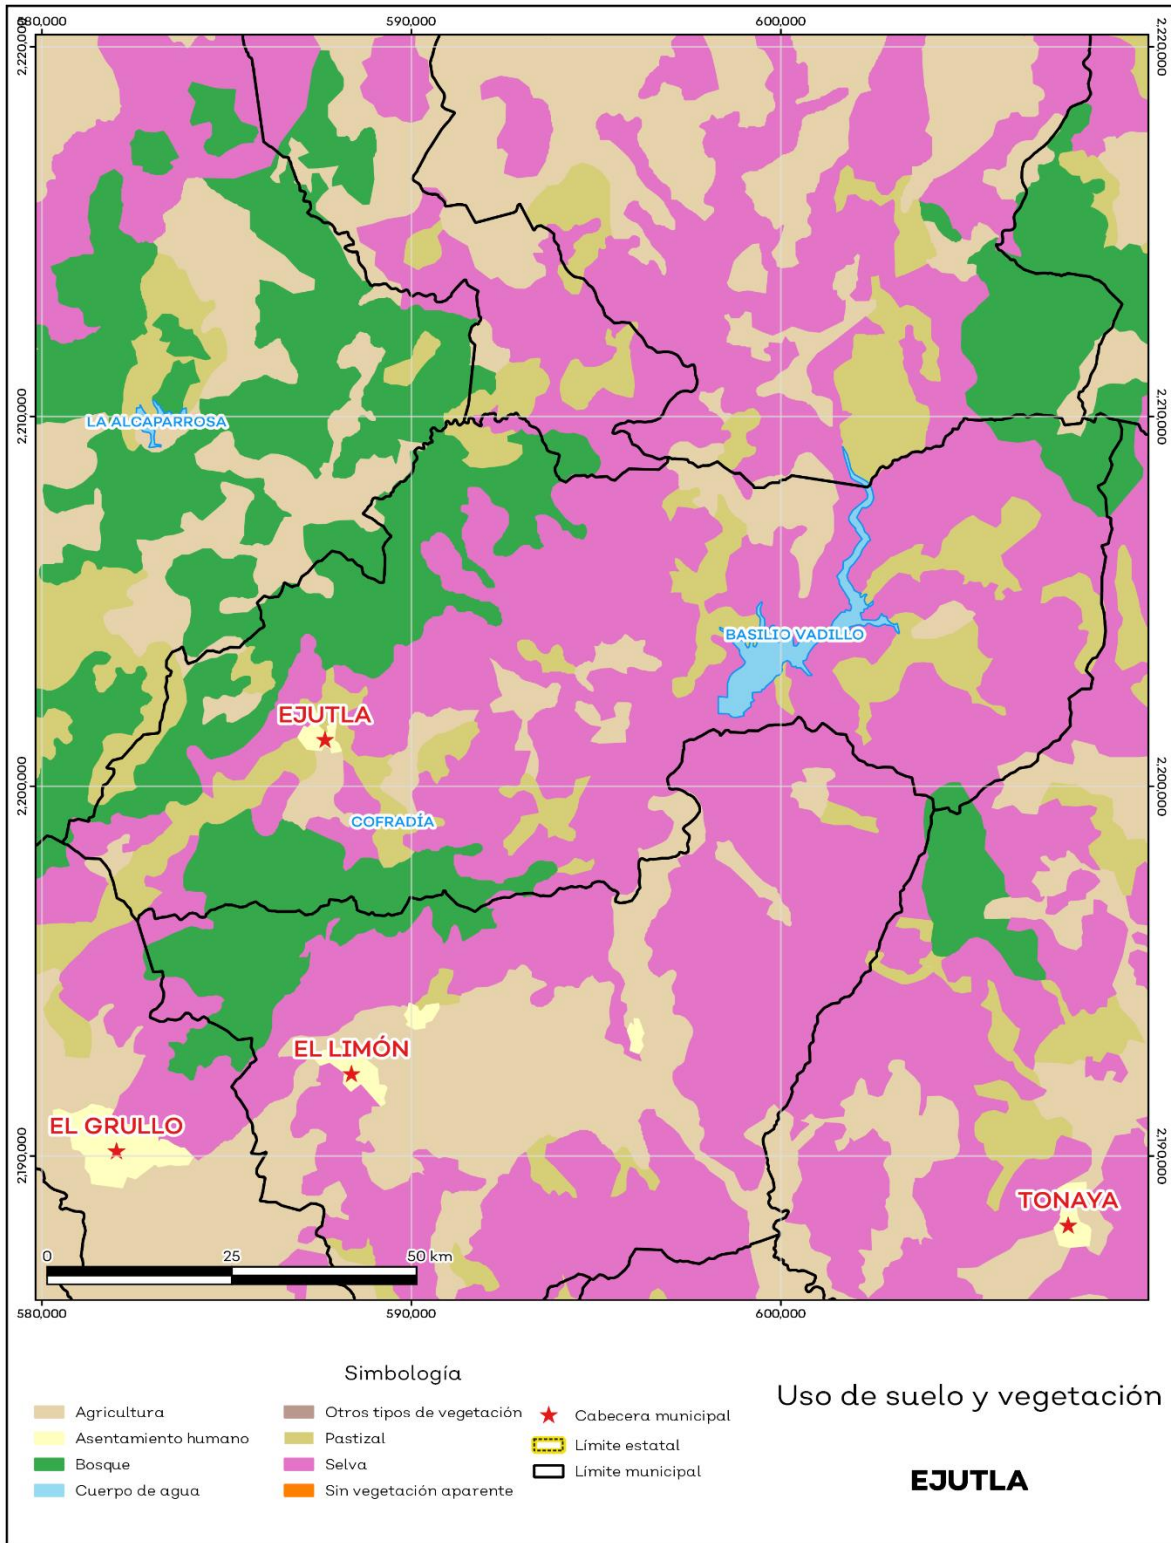 580,000
590,000
600,000
2,220,000
2,220,000
2,210,000
2,210,000
LA ALCAPARROSA
BASILIO VADILLO
EJUTLA
2,200,000
2,200,000
COFRADÍA
EL LIMÓN
EL GRULLO
2,190,000
2,190,000
TONAYA
0
25
50 km
580,000
590,000
600,000
Simbología
Agricultura
Asentamiento humano
Bosque
Cuerpo de agua
Otros tipos de vegetación
Pastizal
Selva
Sin vegetación aparente
Cabecera municipal
Límite estatal
Límite municipal
Uso de suelo y vegetación
EJUTLA